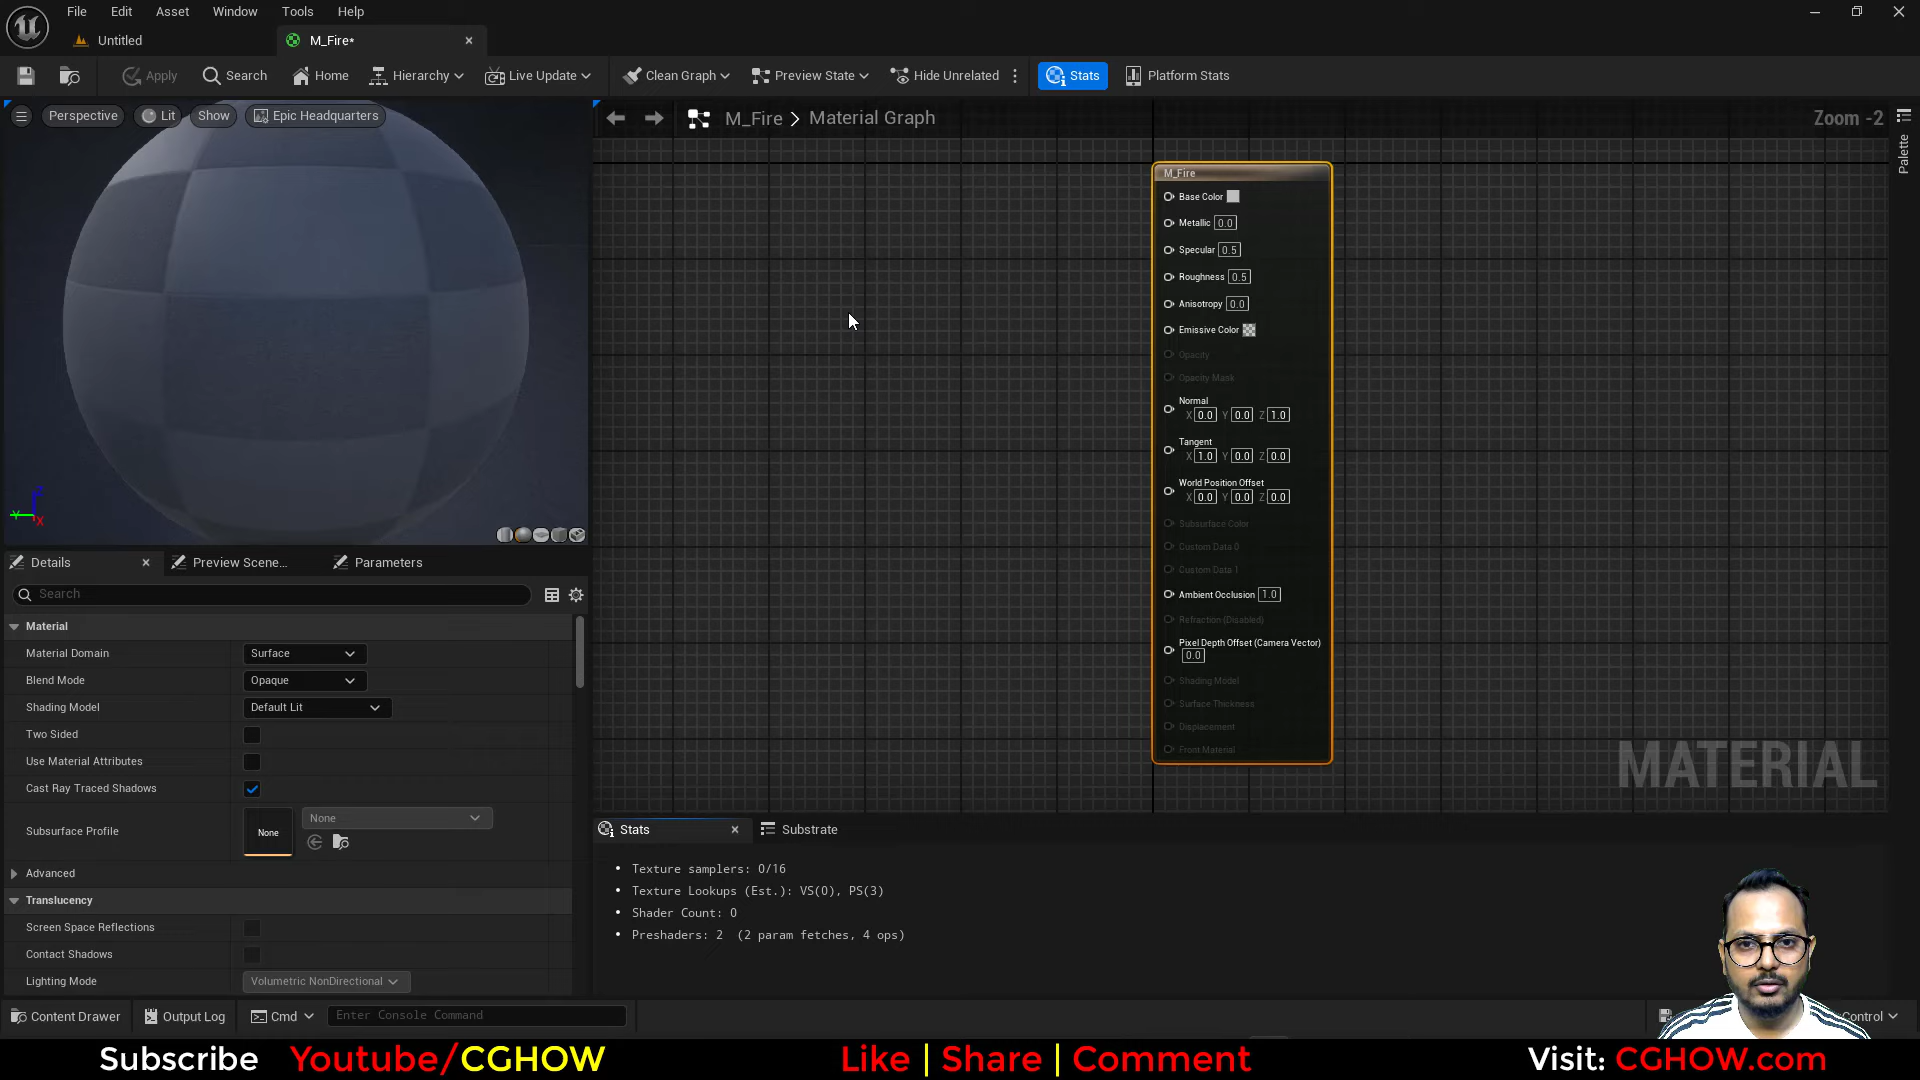 File Edit Asset Window Tools Help
Untitled M_Fire*
Apply Search Home Hierarchy Live Update Clean Graph Preview State Hide Unrelated Stats Platform Stats
Perspective Lit Show Epic Headquarters
M_Fire > Material Graph
Zoom -2
Palette
M_Fire
Base Color
Metallic 0.0
Specular 0.5
Roughness 0.5
Anisotropy 0.0
Emissive Color
Opacity
Opacity Mask
Normal
X 0.0 Y 0.0 Z 1.0
Tangent
X 1.0 Y 0.0 Z 0.0
World Position Offset
X 0.0 Y 0.0 Z 0.0
Subsurface Color
Custom Data 0
Custom Data 1
Ambient Occlusion 1.0
Refraction (Disabled)
Pixel Depth Offset (Camera Vector)
0.0
Shading Model
Surface Thickness
Displacement
Front Material
MATERIAL
Z
Y
X
Details Preview Scene... Parameters
Search
Material
Material Domain Surface
Blend Mode Opaque
Shading Model Default Lit
Two Sided
Use Material Attributes
Cast Ray Traced Shadows
Subsurface Profile None None
Advanced
Translucency
Screen Space Reflections
Contact Shadows
Lighting Mode Volumetric NonDirectional
Stats Substrate
• Texture samplers: 0/16
• Texture Lookups (Est.): VS(0), PS(3)
• Shader Count: 0
• Preshaders: 2 (2 param fetches, 4 ops)
Content Drawer Output Log Cmd Enter Console Command Control
Subscribe Youtube/CGHOW Like | Share | Comment Visit: CGHOW.com